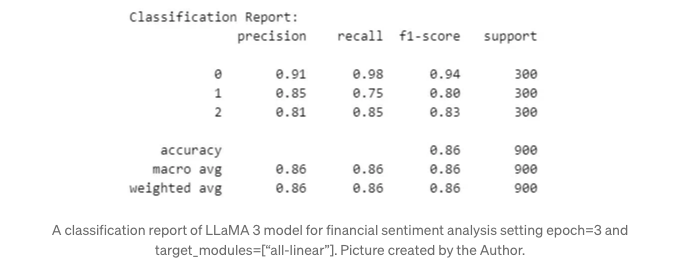 Classification Report:
precision recall f1-score support
0 0.91 0.98 0.94 300
1 0.85 0.75 0.80 300
2 0.81 0.85 0.83 300
accuracy 0.86 900
macro avg 0.86 0.86 0.86 900
weighted avg 0.86 0.86 0.86 900
A classification report of LLaMA 3 model for financial sentiment analysis setting epoch=3 and
target_modules=[“all-linear”]. Picture created by the Author.